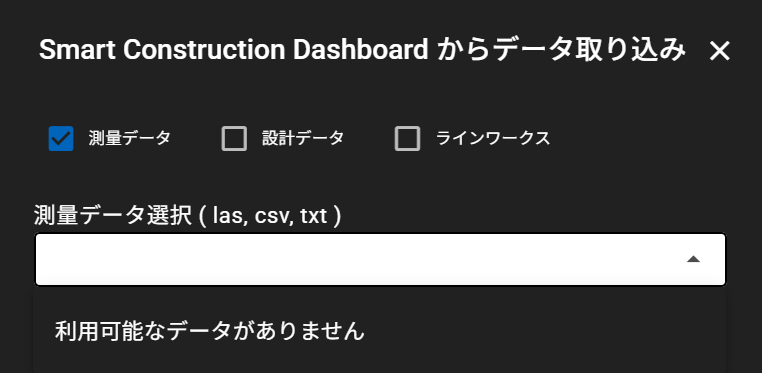 Smart Construction Dashboard からデータ取り込み
測量データ 設計データ ラインワークス
測量データ選択 ( las, csv, txt )
利用可能なデータがありません